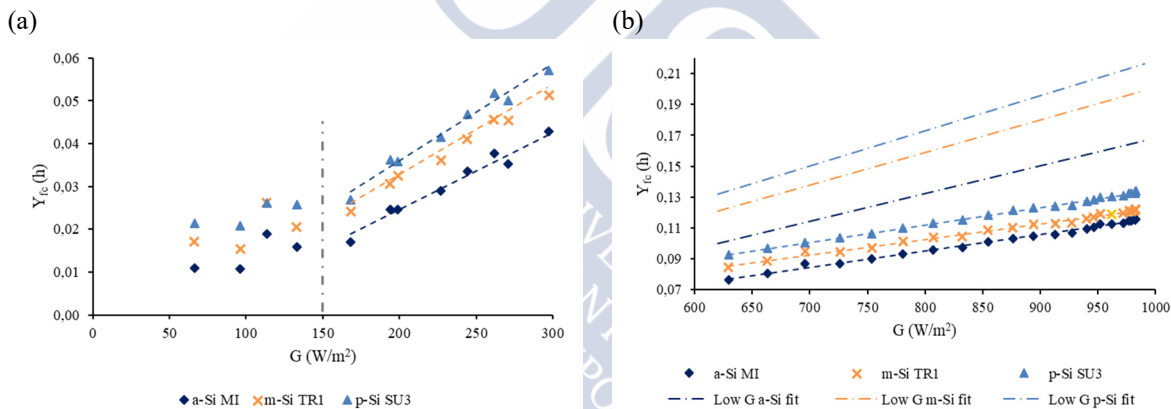 (a)
0,06
0,05
0,04
0,03
0,02
0,01
0,00
Y_fc (h)
0 50 100 150 200 250 300
G (W/m²)
a-Si MI m-Si TR1 p-Si SU3
(b)
0,21
0,19
0,17
0,15
0,13
0,11
0,09
0,07
Y_fc (h)
600 650 700 750 800 850 900 950 1000
G (W/m²)
a-Si MI m-Si TR1 p-Si SU3
Low G a-Si fit Low G m-Si fit Low G p-Si fit